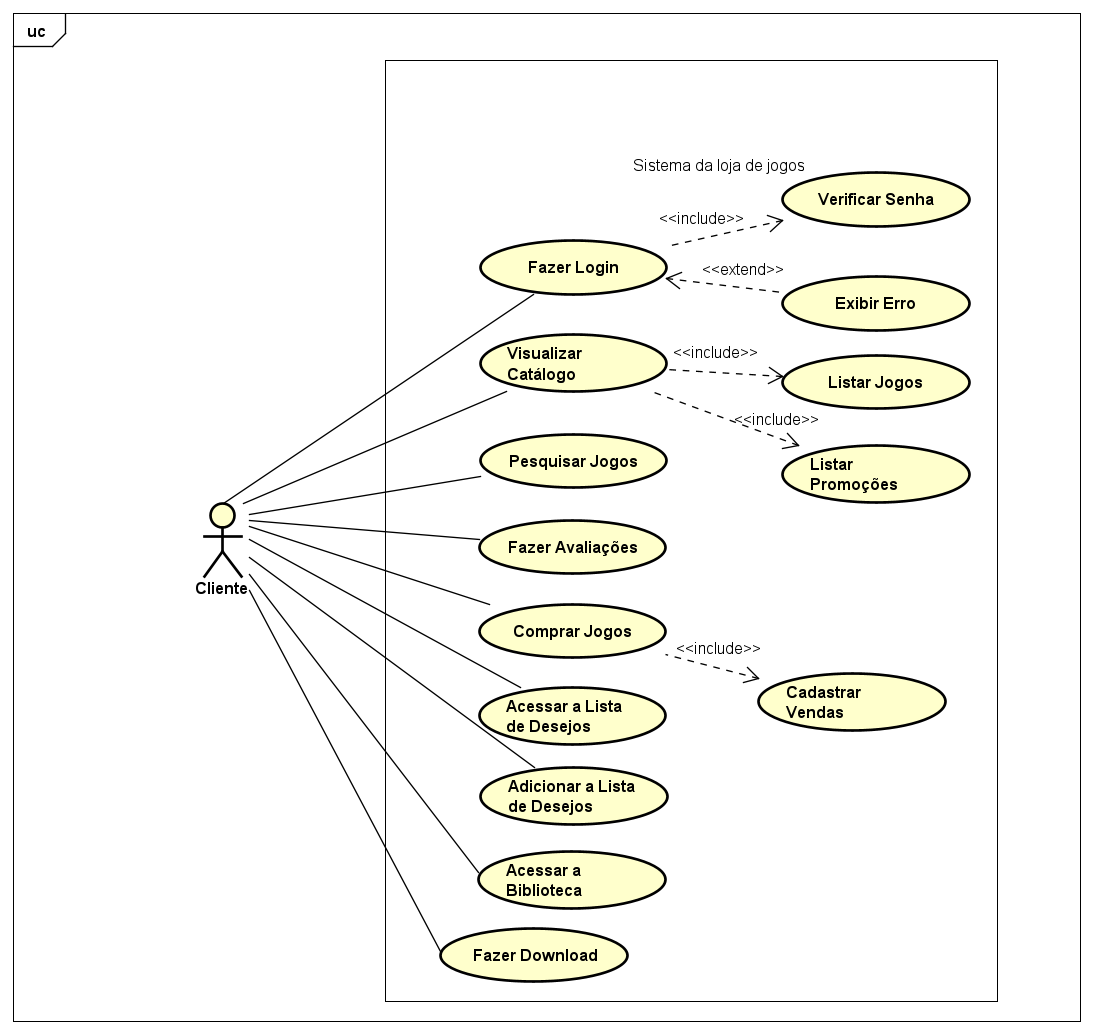 uc
Sistema da loja de jogos
Verificar Senha
<<include>>
Fazer Login
<<extend>>
Exibir Erro
Visualizar
Catálogo
<<include>>
Listar Jogos
<<include>>
Listar
Promoções
Pesquisar Jogos
Fazer Avaliações
Cliente
Comprar Jogos
<<include>>
Cadastrar
Vendas
Acessar a Lista
de Desejos
Adicionar a Lista
de Desejos
Acessar a
Biblioteca
Fazer Download